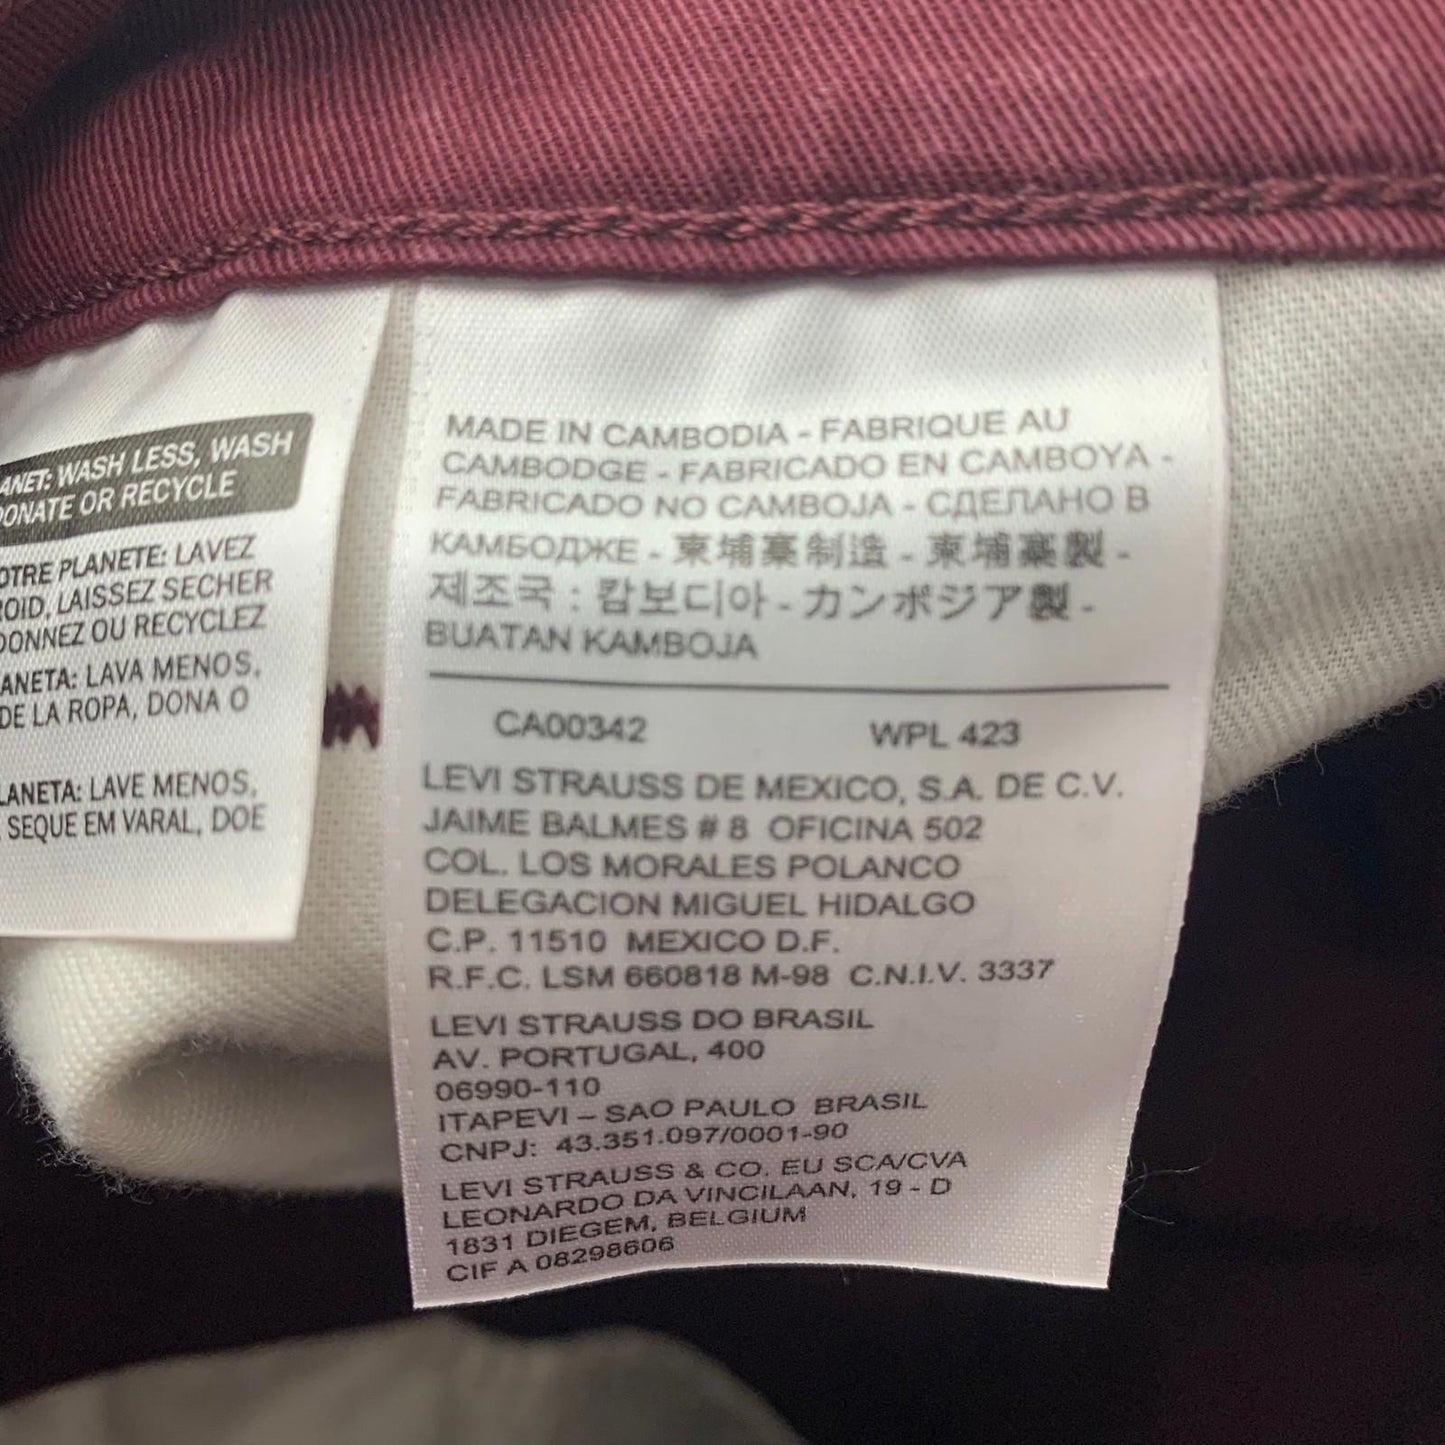 ANET: WASH LESS, WASH
DONATE OR RECYCLE
OTRE PLANETE: LAVEZ
ROID, LAISSEZ SECHER
DONNEZ OU RECYCLEZ
ANETA: LAVA MENOS,
DE LA ROPA, DONA O
LANETA: LAVE MENOS,
SEQUE EM VARAL, DOE
MADE IN CAMBODIA - FABRIQUE AU
CAMBODGE - FABRICADO EN CAMBOYA -
FABRICADO NO CAMBOJA - СДЕЛАНО В
КАМБОДЖЕ - 柬埔寨制造 - 柬埔寨製 -
제조국 : 캄보디아 - カンボジア製 -
BUATAN KAMBOJA
CA00342 WPL 423
LEVI STRAUSS DE MEXICO, S.A. DE C.V.
JAIME BALMES # 8 OFICINA 502
COL. LOS MORALES POLANCO
DELEGACION MIGUEL HIDALGO
C.P. 11510 MEXICO D.F.
R.F.C. LSM 660818 M-98 C.N.I.V. 3337
LEVI STRAUSS DO BRASIL
AV. PORTUGAL, 400
06990-110
ITAPEVI – SAO PAULO BRASIL
CNPJ: 43.351.097/0001-90
LEVI STRAUSS & CO. EU SCA/CVA
LEONARDO DA VINCILAAN, 19 - D
1831 DIEGEM, BELGIUM
CIF A 08298606